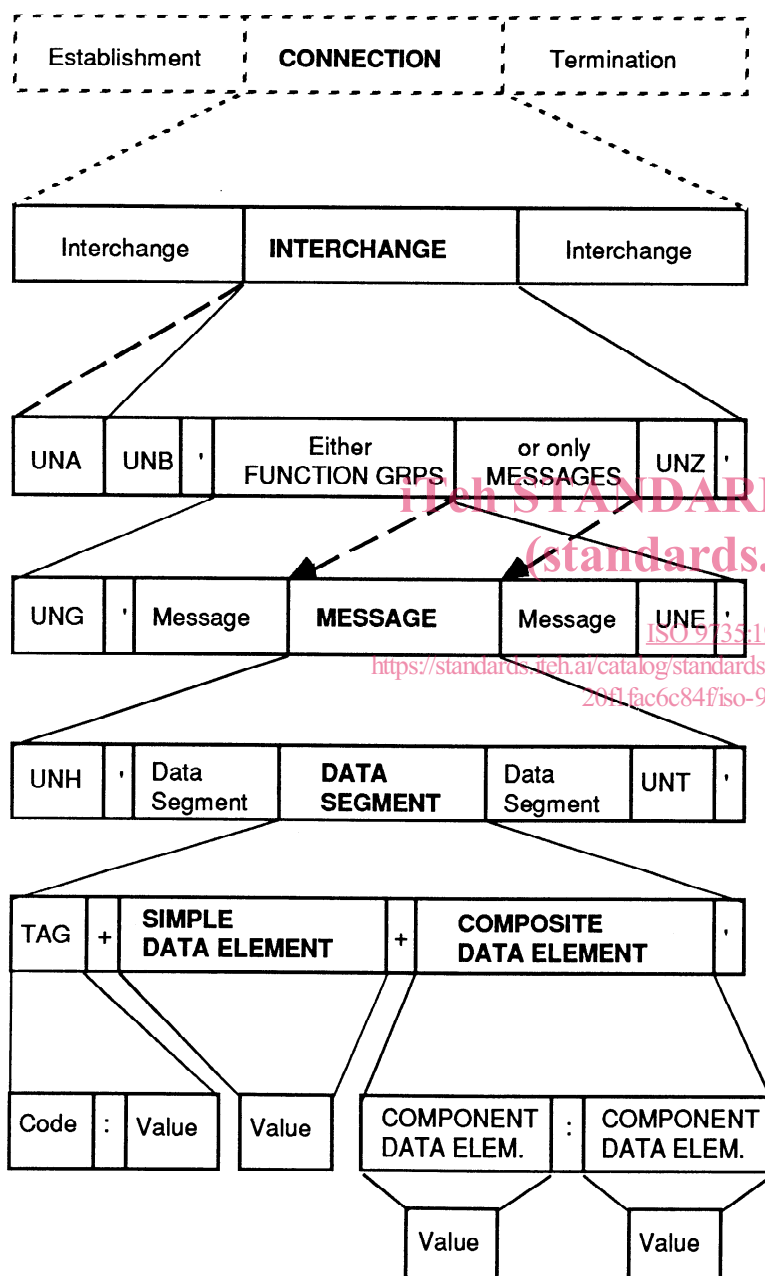 Establishment CONNECTION Termination
Interchange INTERCHANGE Interchange
UNA UNB ' Either FUNCTION GRPS or only MESSAGES UNZ '
iTeh STANDARD
(standards.
UNG ' Message MESSAGE Message UNE '
ISO 9735:19
https://standards.iteh.ai/catalog/standards
20f1fac6c84f/iso-9
UNH ' Data Segment DATA SEGMENT Data Segment UNT '
TAG + SIMPLE DATA ELEMENT + COMPOSITE DATA ELEMENT '
Code : Value Value COMPONENT DATA ELEM. : COMPONENT DATA ELEM.
Value Value